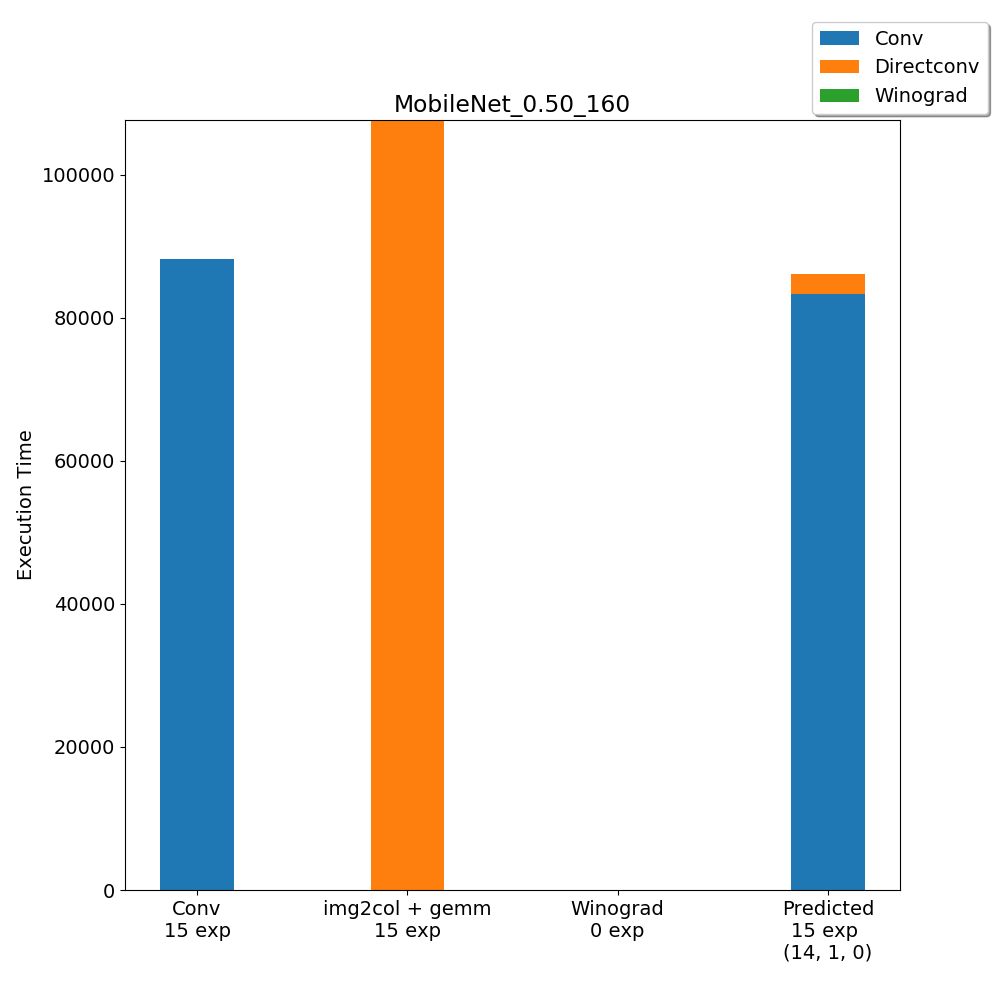 Conv
Directconv
Winograd
MobileNet_0.50_160
100000
80000
60000
40000
20000
0
Execution Time
Conv
15 exp
img2col + gemm
15 exp
Winograd
0 exp
Predicted
15 exp
(14, 1, 0)